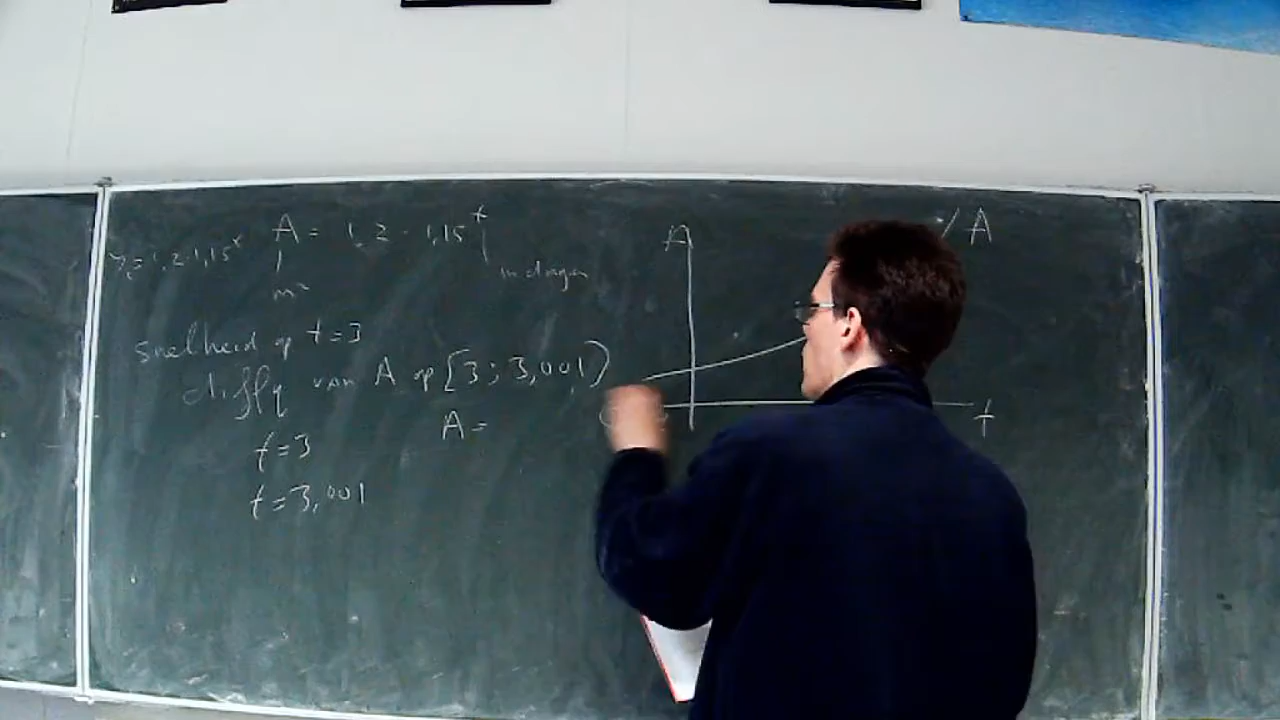 A = 1,2 · 1,15^t
y₁ = 1,2·1,15^x
in dagen
m²
snelheid op t = 3
diffq van A op [3 ; 3,001]
t = 3
A =
t = 3,001
A
t
A